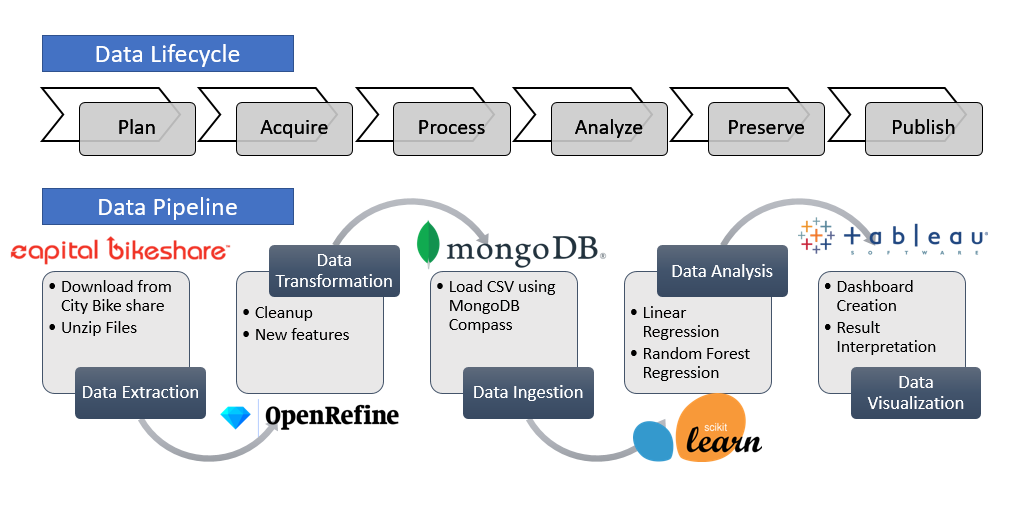 Data Lifecycle
Plan
Acquire
Process
Analyze
Preserve
Publish
Data Pipeline
capital bikeshare™
• Download from
City Bike share
• Unzip Files
Data Extraction
Data
Transformation
• Cleanup
• New features
OpenRefine
mongoDB®
• Load CSV using
MongoDB
Compass
Data Ingestion
Data Analysis
• Linear
Regression
• Random Forest
Regression
scikit
learn
+ableau®
SOFTWARE
• Dashboard
Creation
• Result
Interpretation
Data
Visualization